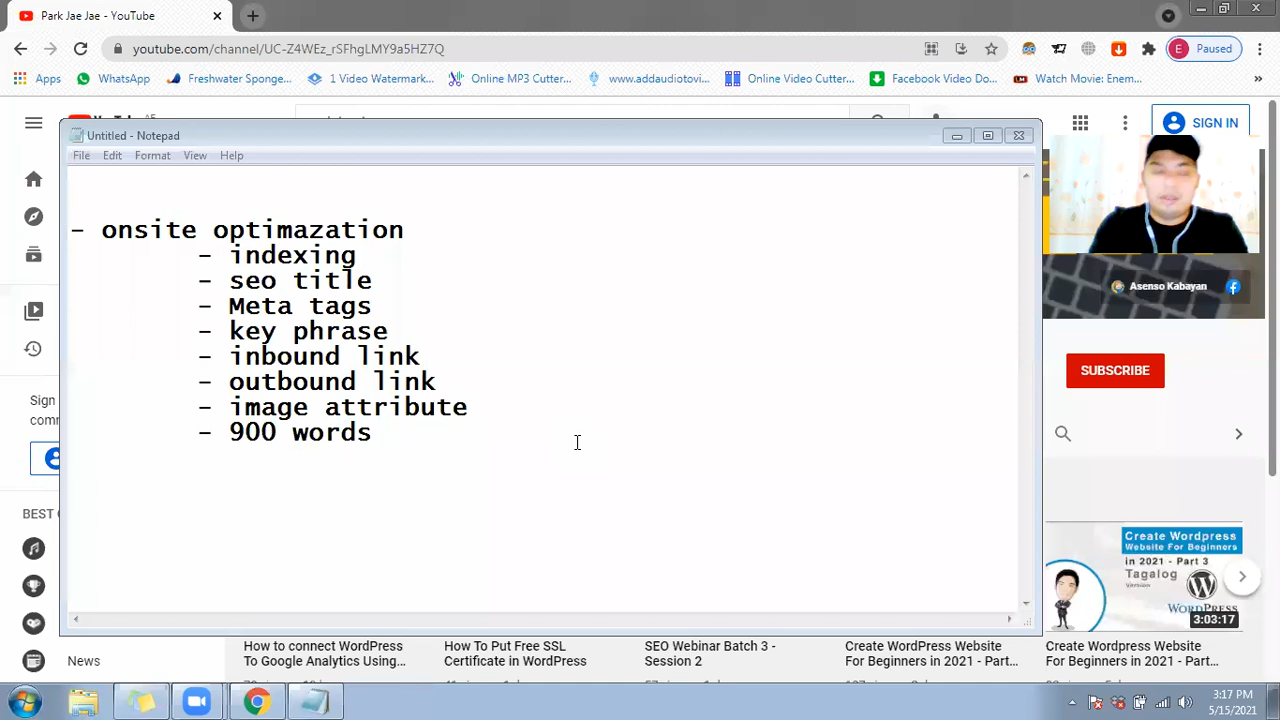 Park Jae Jae - YouTube
youtube.com/channel/UC-Z4WEz_rSFhgLMY9a5HZ7Q
E Paused
Apps WhatsApp Freshwater Sponge... 1 Video Watermark... Online MP3 Cutter... www.addaudiotovi... Online Video Cutter... Facebook Video Do... Watch Movie: Enem... »
SIGN IN
Untitled - Notepad
File Edit Format View Help
- onsite optimazation
- indexing
- seo title
- Meta tags
- key phrase
- inbound link
- outbound link
- image attribute
- 900 words
Asenso Kabayan
SUBSCRIBE
Sign
BEST
Create Wordpress
Website For Beginners
in 2021 - Part 3
Tagalog
Version
3:03:17
News
How to connect WordPress
To Google Analytics Using...
How To Put Free SSL
Certificate in WordPress
SEO Webinar Batch 3 -
Session 2
Create WordPress Website
For Beginners in 2021 - Part...
Create Wordpress Website
For Beginners in 2021 - Part...
3:17 PM
5/15/2021